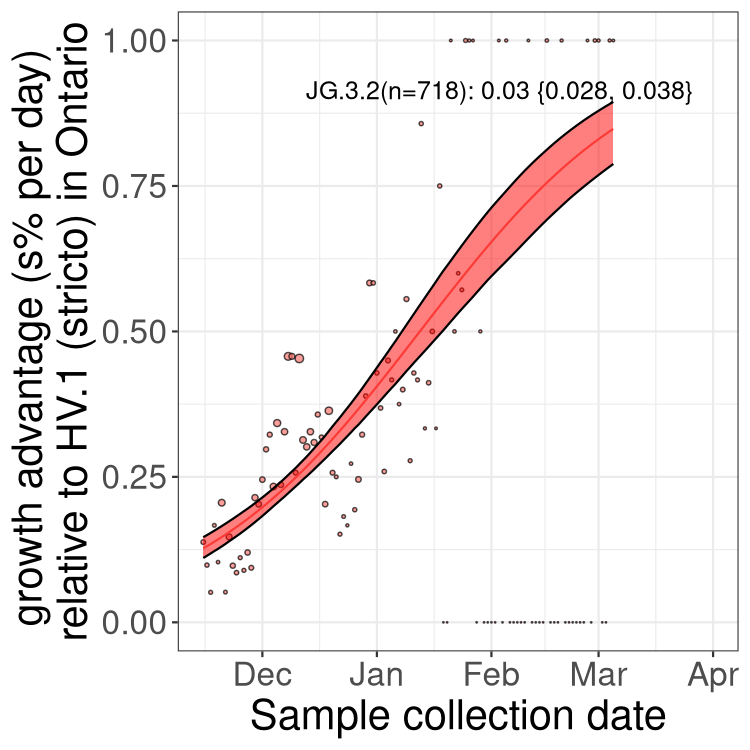 growth advantage (s% per day)
relative to HV.1 (stricto) in Ontario
1.00
0.75
0.50
0.25
0.00
JG.3.2(n=718): 0.03 {0.028, 0.038}
Dec Jan Feb Mar Apr
Sample collection date